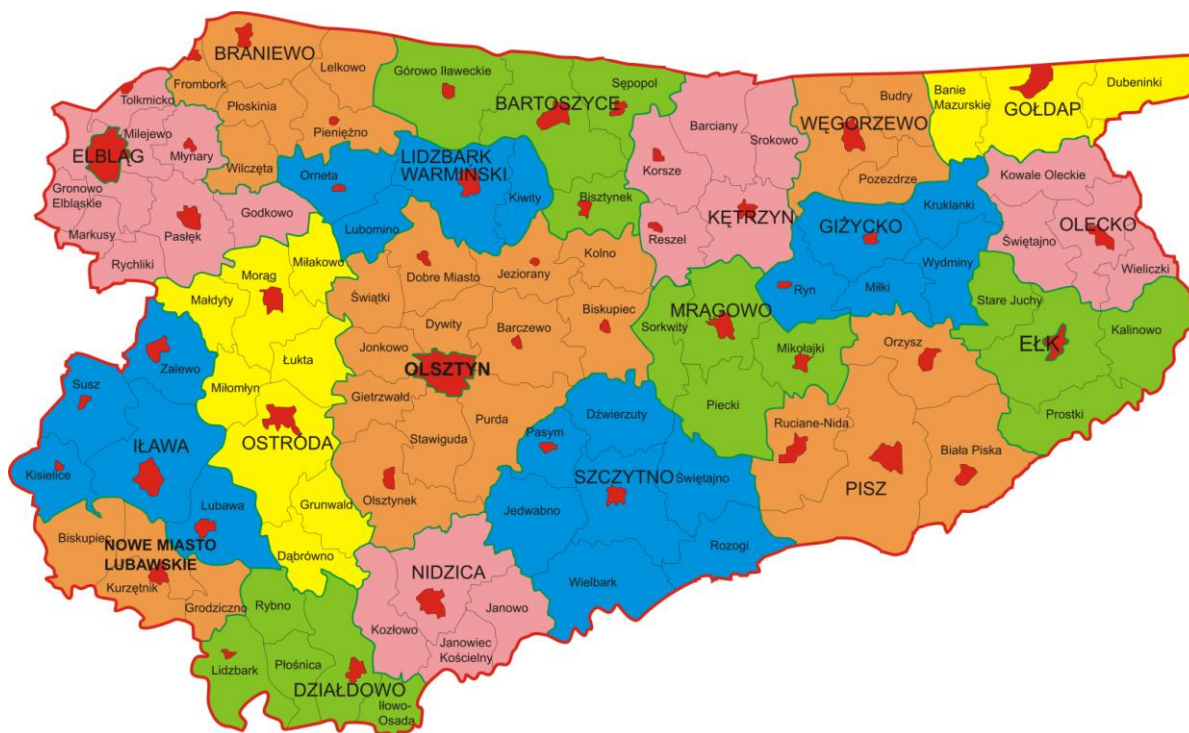 BRANIEWO
Frombork
Lelkowo
Płoskinia
Pieniężno
Wilczęta
Tolkmicko
Milejewo
ELBLĄG
Młynary
Gronowo
Elbląskie
Markusy
Pasłęk
Godkowo
Rychliki
Górowo Iławeckie
Sępopol
BARTOSZYCE
Bisztynek
LIDZBARK
WARMIŃSKI
Orneta
Kiwity
Lubomino
Barciany
Srokowo
Korsze
KĘTRZYN
Reszel
Budry
WĘGORZEWO
Pozezdrze
Banie
Mazurskie
GOŁDAP
Dubeninki
Kowale Oleckie
OLECKO
Świętajno
Wieliczki
Kruklanki
GIŻYCKO
Wydminy
Ryn
Miłki
Stare Juchy
Kalinowo
EŁK
Prostki
Miłakowo
Morąg
Małdyty
Łukta
Miłomłyn
OSTRÓDA
Grunwald
Dąbrówno
Kolno
Dobre Miasto
Jeziorany
Świątki
Biskupiec
Dywity
Barczewo
Jonkowo
OLSZTYN
Gietrzwałd
Purda
Stawiguda
Olsztynek
MRĄGOWO
Sorkwity
Mikołajki
Piecki
Orzysz
Ruciane-Nida
Biała Piska
PISZ
Zalewo
Susz
IŁAWA
Kisielice
Lubawa
Biskupiec
NOWE MIASTO
LUBAWSKIE
Kurzętnik
Grodziczno
Dźwierzuty
Pasym
SZCZYTNO
Świętajno
Jedwabno
Rozogi
Wielbark
NIDZICA
Janowo
Kozłowo
Janowiec
Kościelny
Rybno
Lidzbark
Płośnica
DZIAŁDOWO
Iłowo-
Osada